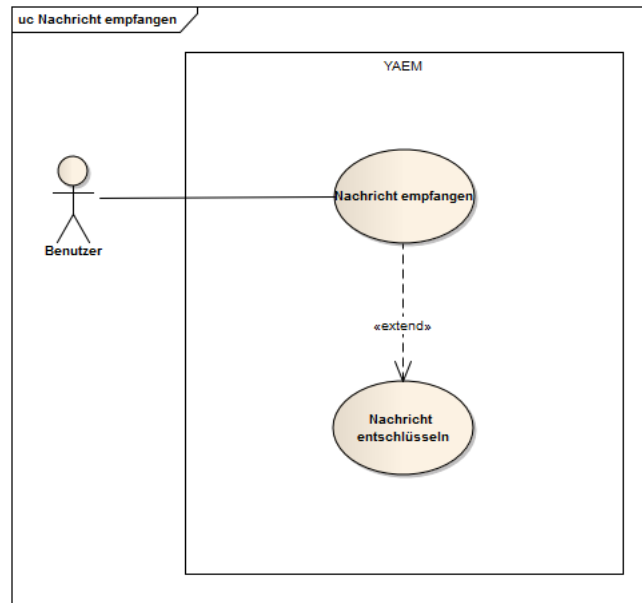 uc Nachricht empfangen
YAEM
Nachricht empfangen
Benutzer
«extend»
Nachricht
entschlüsseln